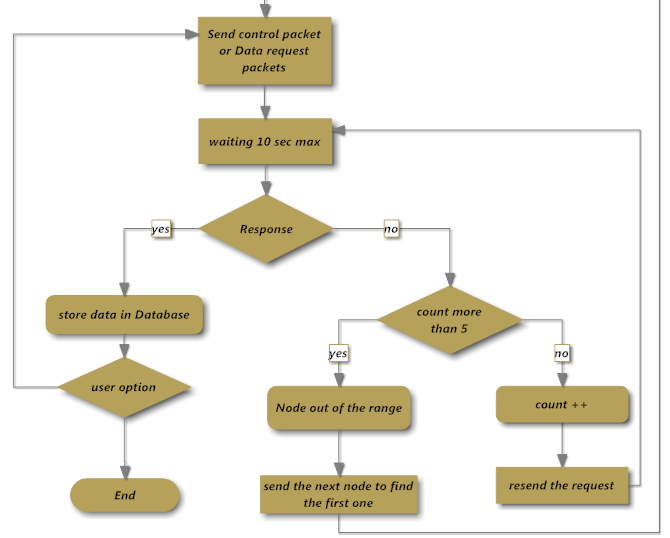 Send control packet
or Data request
packets
waiting 10 sec max
Response
yes
no
store data in Database
count more
than 5
yes
no
user option
Node out of the range
count ++
End
send the next node to find
the first one
resend the request